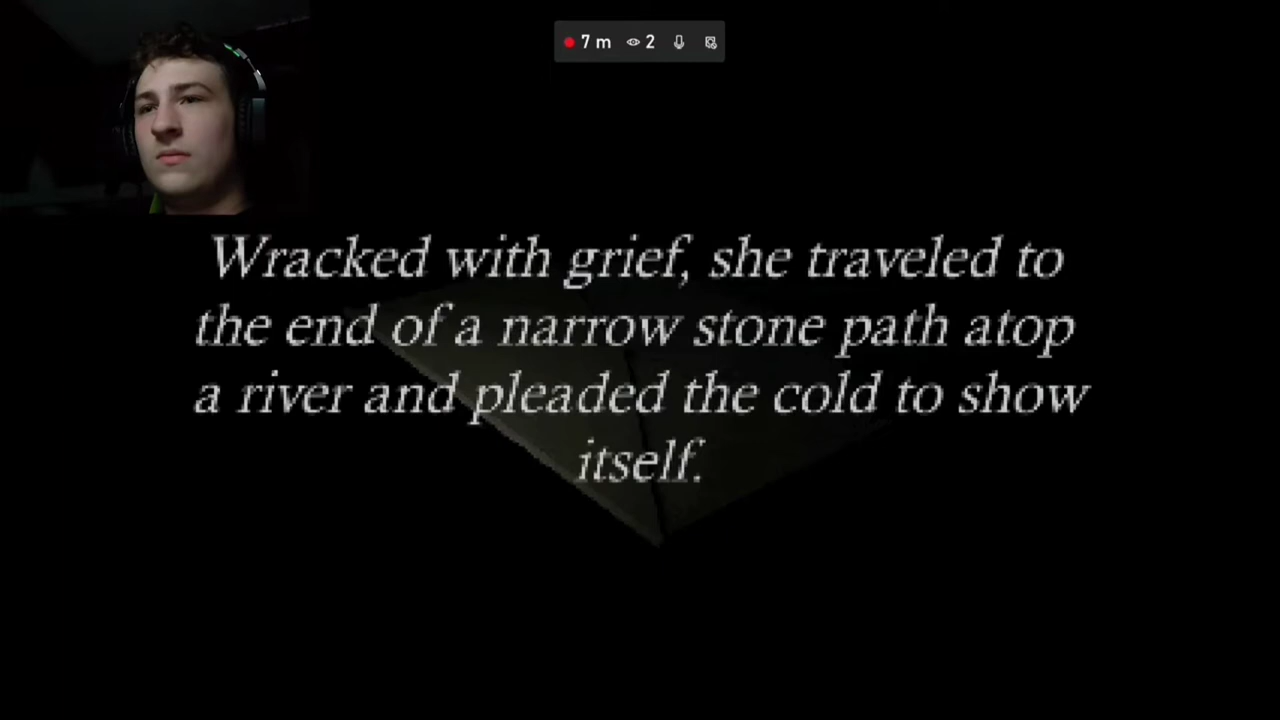 7 m 2
Wracked with grief, she traveled to
the end of a narrow stone path atop
a river and pleaded the cold to show
itself.